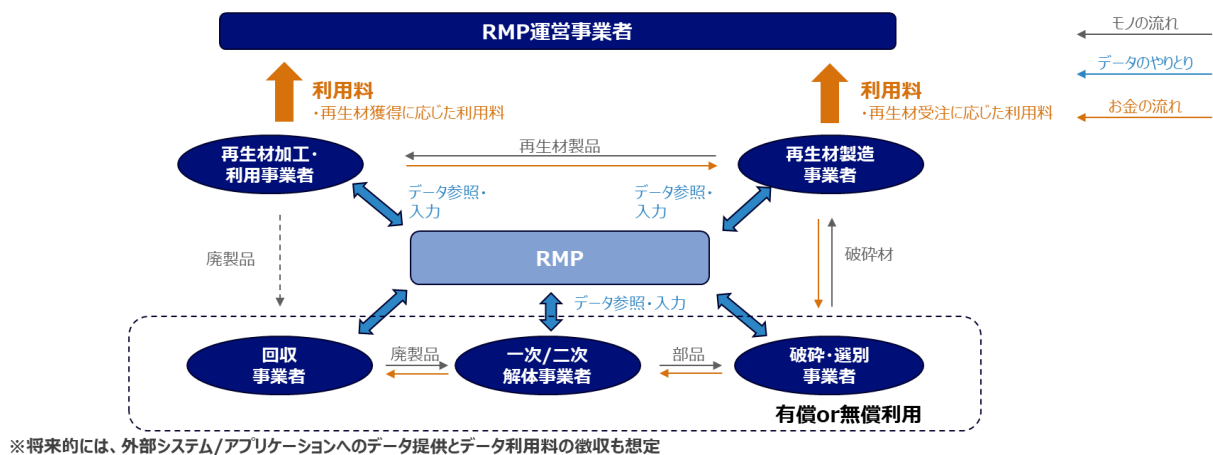 RMP運営事業者
モノの流れ
データのやりとり
お金の流れ
利用料
・再生材獲得に応じた利用料
利用料
・再生材受注に応じた利用料
再生材加工・
利用事業者
再生材製品
再生材製造
事業者
データ参照・
入力
データ参照・
入力
廃製品
RMP
破砕材
データ参照・入力
回収
事業者
廃製品
一次/二次
解体事業者
部品
破砕・選別
事業者
有償or無償利用
※将来的には、外部システム/アプリケーションへのデータ提供とデータ利用料の徴収も想定